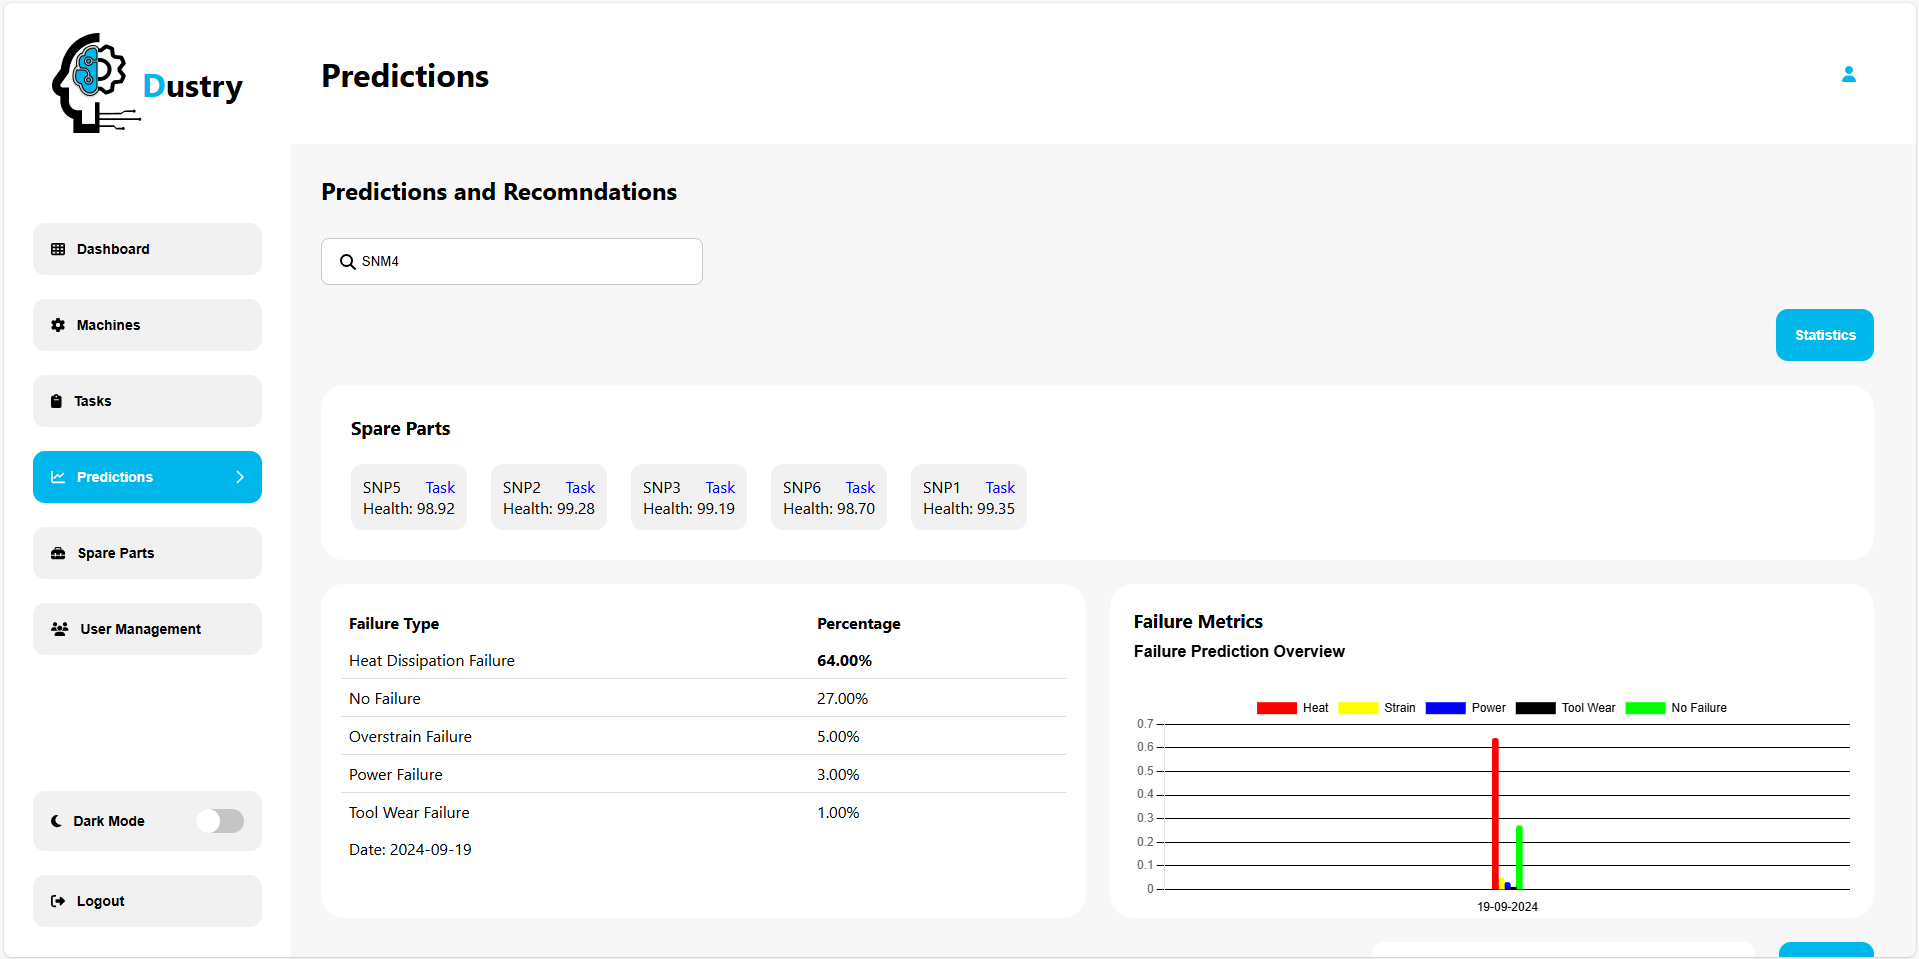 Dustry
Predictions
Predictions and Recomndations
SNM4
Dashboard
Machines
Tasks
Predictions
Spare Parts
User Management
Dark Mode
Logout
Statistics
Spare Parts
SNP5 Task
Health: 98.92
SNP2 Task
Health: 99.28
SNP3 Task
Health: 99.19
SNP6 Task
Health: 98.70
SNP1 Task
Health: 99.35
Failure Type Percentage
Heat Dissipation Failure 64.00%
No Failure 27.00%
Overstrain Failure 5.00%
Power Failure 3.00%
Tool Wear Failure 1.00%
Date: 2024-09-19
Failure Metrics
Failure Prediction Overview
Heat Strain Power Tool Wear No Failure
0.7
0.6
0.5
0.4
0.3
0.2
0.1
0
19-09-2024